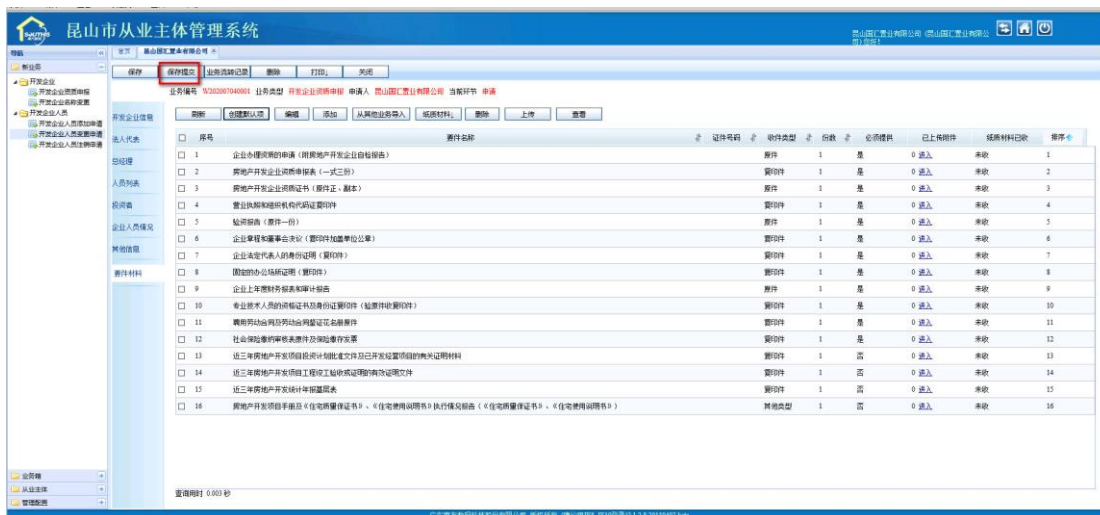 昆山市从业主体管理系统
昆山国汇置业有限公司 (昆山国汇置业有限公司) 您好!
导航
首页 昆山国汇置业有限公司
新业务
开发企业
开发企业资质申报
开发企业名称变更
开发企业人员
开发企业人员添加申请
开发企业人员变更申请
开发企业人员注销申请
保存 保存提交 业务流转记录 删除 打印↓ 关闭
业务编号 W202007040001 业务类型 开发企业资质申报 申请人 昆山国汇置业有限公司 当前环节 申请
开发企业信息
法人代表
总经理
人员列表
投资者
企业人员情况
其他信息
要件材料
刷新 创建默认项 编辑 添加 从其他业务导入 纸质材料↓ 删除 上传 查看
序号 要件名称 证件号码 收件类型 份数 必须提供 已上传附件 纸质材料已收 排序
1 企业办理资质的申请(附房地产开发企业自检报告) 原件 1 是 0 进入 未收 1
2 房地产开发企业资质申报表(一式三份) 复印件 1 是 0 进入 未收 2
3 房地产开发企业资质证书(原件正、副本) 原件 1 是 0 进入 未收 3
4 营业执照和组织机构代码证复印件 复印件 1 是 0 进入 未收 4
5 验资报告(原件一份) 原件 1 是 0 进入 未收 5
6 企业章程和董事会决议(复印件加盖单位公章) 复印件 1 是 0 进入 未收 6
7 企业法定代表人的身份证明(复印件) 复印件 1 是 0 进入 未收 7
8 固定的办公场所证明(复印件) 复印件 1 是 0 进入 未收 8
9 企业上年度财务报表和审计报告 原件 1 是 0 进入 未收 9
10 专业技术人员的资格证书及身份证复印件(验原件收复印件) 复印件 1 是 0 进入 未收 10
11 聘用劳动合同及劳动合同鉴证花名册原件 复印件 1 是 0 进入 未收 11
12 社会保险缴纳审核表原件及保险缴存发票 复印件 1 是 0 进入 未收 12
13 近三年房地产开发项目投资计划批准文件及已开发经营项目的有关证明材料 复印件 1 否 0 进入 未收 13
14 近三年房地产开发项目工程竣工验收或证明的有效证明文件 复印件 1 否 0 进入 未收 14
15 近三年房地产开发统计年报基层表 复印件 1 否 0 进入 未收 15
16 房地产开发项目手册及《住宅质量保证书》、《住宅使用说明书》执行情况报告(《住宅质量保证书》、《住宅使用说明书》) 其他类型 1 否 0 进入 未收 16
业务箱
从业主体
管理配置
查询用时 0.003 秒